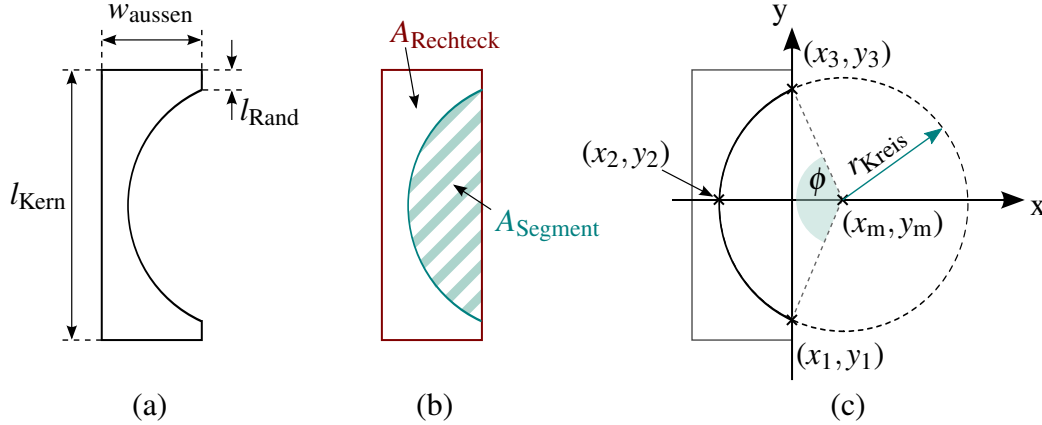 w_aussen
l_Rand
l_Kern
(a)
A_Rechteck
A_Segment
(b)
y
(x_3, y_3)
(x_2, y_2)
ϕ
r_Kreis
x
(x_m, y_m)
(x_1, y_1)
(c)